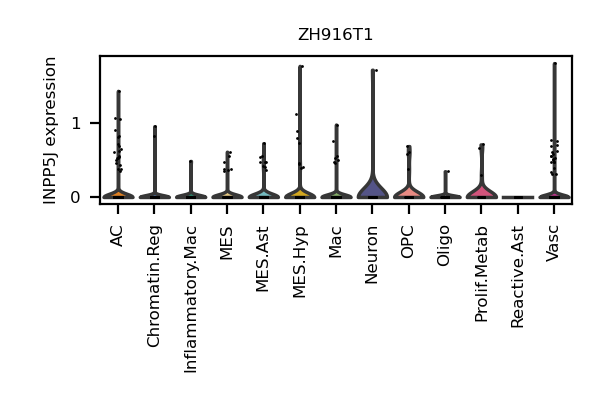 ZH916T1
INPP5J expression
1
0
AC
Chromatin.Reg
Inflammatory.Mac
MES
MES.Ast
MES.Hyp
Mac
Neuron
OPC
Oligo
Prolif.Metab
Reactive.Ast
Vasc